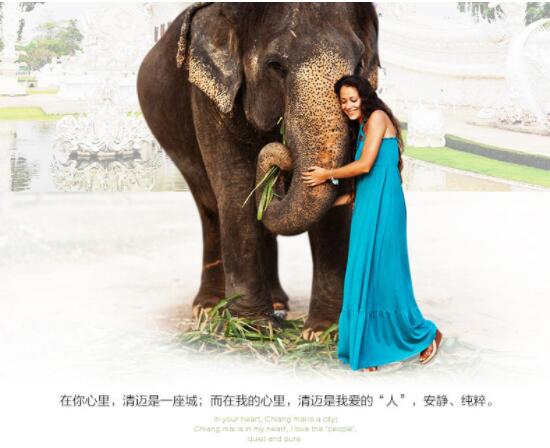 在你心里，清迈是一座城；而在我的心里，清迈是我爱的“人”，安静、纯粹。
In your heart, Chiang mai is a city;
Chiang mai is in my heart, I love the "people",
quiet and pure